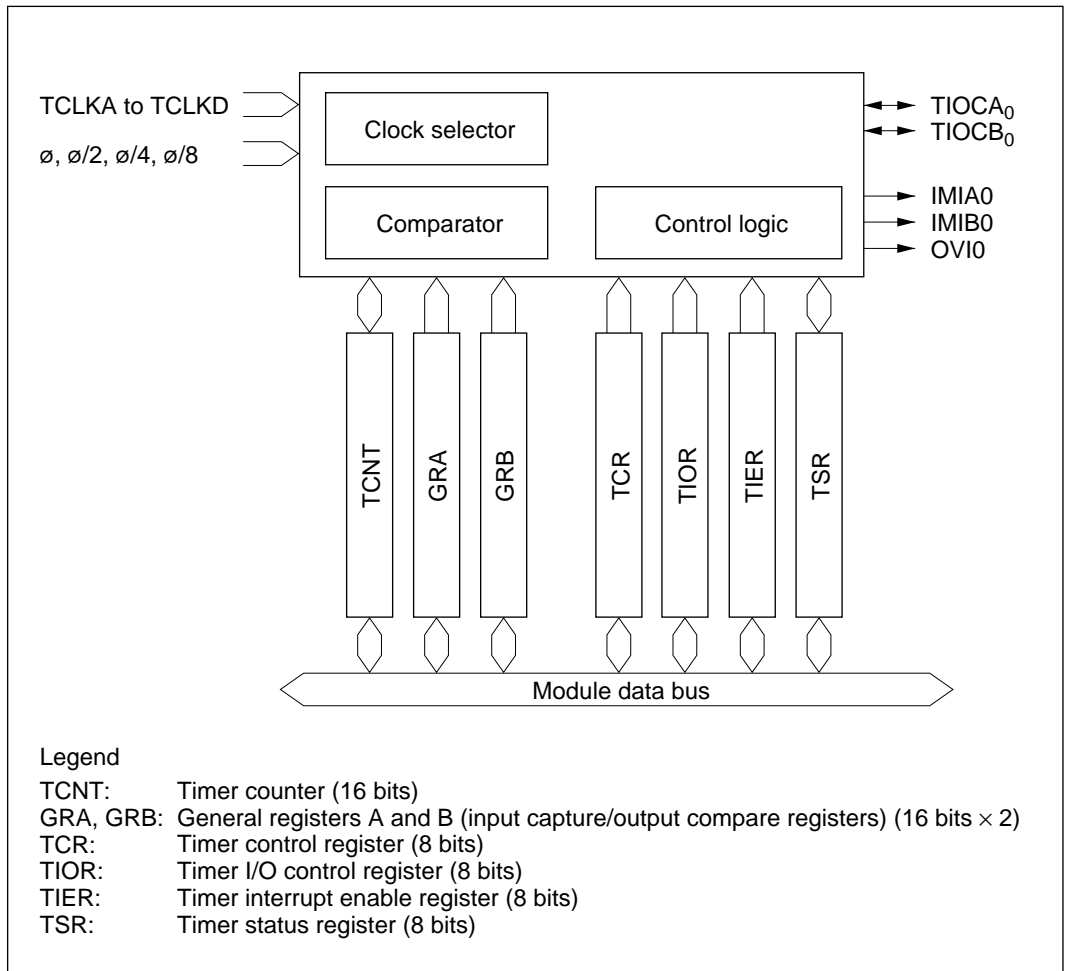 TCLKA to TCLKD
ø, ø/2, ø/4, ø/8
Clock selector
Comparator
Control logic
TIOCA0
TIOCB0
IMIA0
IMIB0
OVI0
TCNT
GRA
GRB
TCR
TIOR
TIER
TSR
Module data bus
Legend
TCNT: Timer counter (16 bits)
GRA, GRB: General registers A and B (input capture/output compare registers) (16 bits × 2)
TCR: Timer control register (8 bits)
TIOR: Timer I/O control register (8 bits)
TIER: Timer interrupt enable register (8 bits)
TSR: Timer status register (8 bits)